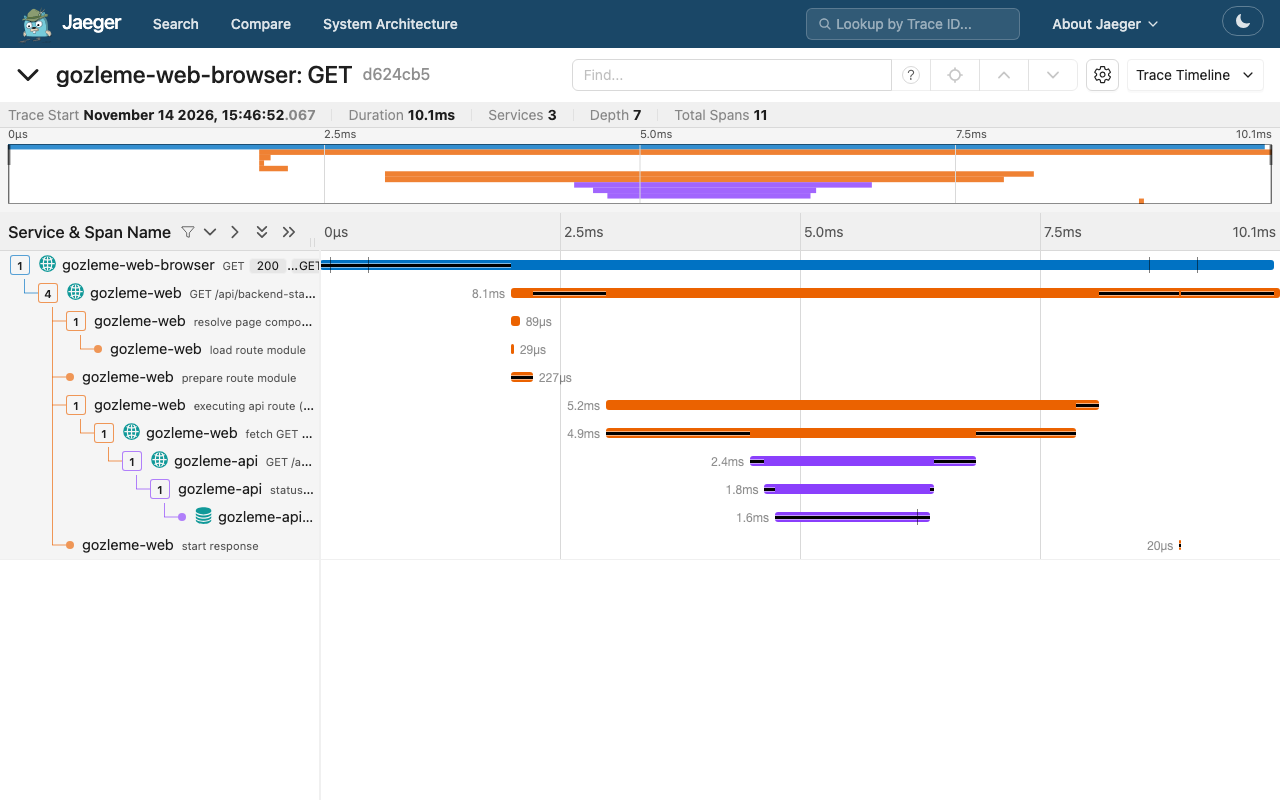 Jaeger Search Compare System Architecture Lookup by Trace ID... About Jaeger
gozleme-web-browser: GET d624cb5 Find... ? Trace Timeline
Trace Start November 14 2026, 15:46:52.067 Duration 10.1ms Services 3 Depth 7 Total Spans 11
0μs 2.5ms 5.0ms 7.5ms 10.1ms
Service & Span Name 0μs 2.5ms 5.0ms 7.5ms 10.1ms
1 gozleme-web-browser GET 200 ...GET
4 gozleme-web GET /api/backend-sta... 8.1ms
1 gozleme-web resolve page compo... 89μs
gozleme-web load route module 29μs
gozleme-web prepare route module 227μs
1 gozleme-web executing api route (... 5.2ms
1 gozleme-web fetch GET ... 4.9ms
1 gozleme-api GET /a... 2.4ms
1 gozleme-api status... 1.8ms
gozleme-api... 1.6ms
gozleme-web start response 20μs